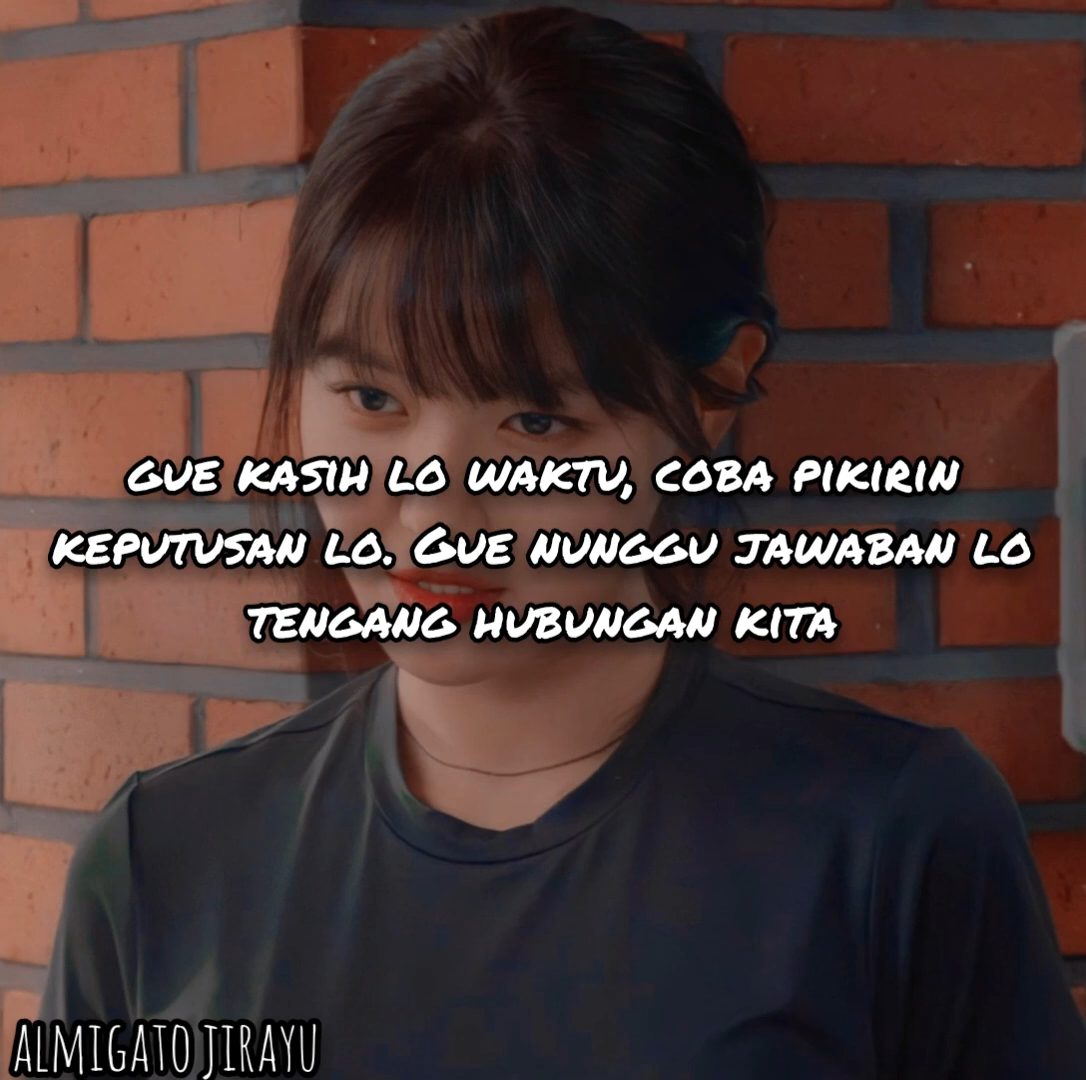 gue kasih lo waktu, coba pikirin
keputusan lo. Gue nunggu jawaban lo
tengang hubungan kita
ALMIGATO JIRAYU